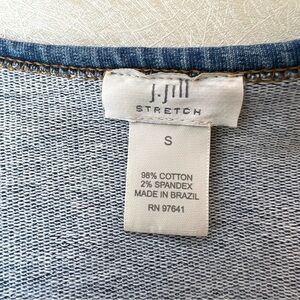 j.jill
STRETCH
S
98% COTTON
2% SPANDEX
MADE IN BRAZIL
RN 97641